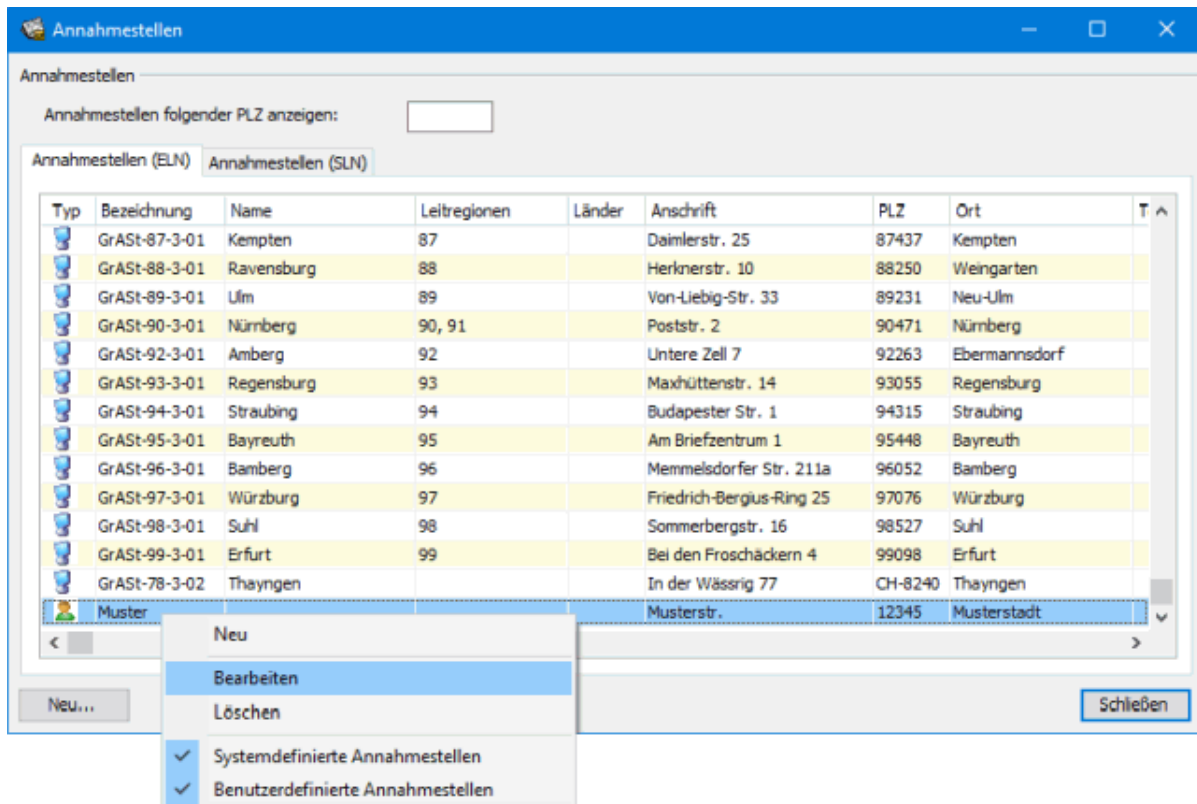 Annahmestellen
Annahmestellen
Annahmestellen folgender PLZ anzeigen:
Annahmestellen (ELN) Annahmestellen (SLN)
Typ Bezeichnung Name Leitregionen Länder Anschrift PLZ Ort T
GrASt-87-3-01 Kempten 87 Daimlerstr. 25 87437 Kempten
GrASt-88-3-01 Ravensburg 88 Herknerstr. 10 88250 Weingarten
GrASt-89-3-01 Ulm 89 Von-Liebig-Str. 33 89231 Neu-Ulm
GrASt-90-3-01 Nürnberg 90, 91 Poststr. 2 90471 Nürnberg
GrASt-92-3-01 Amberg 92 Untere Zell 7 92263 Ebermannsdorf
GrASt-93-3-01 Regensburg 93 Maxhüttenstr. 14 93055 Regensburg
GrASt-94-3-01 Straubing 94 Budapester Str. 1 94315 Straubing
GrASt-95-3-01 Bayreuth 95 Am Briefzentrum 1 95448 Bayreuth
GrASt-96-3-01 Bamberg 96 Memmelsdorfer Str. 211a 96052 Bamberg
GrASt-97-3-01 Würzburg 97 Friedrich-Bergius-Ring 25 97076 Würzburg
GrASt-98-3-01 Suhl 98 Sommerbergstr. 16 98527 Suhl
GrASt-99-3-01 Erfurt 99 Bei den Froschäckern 4 99098 Erfurt
GrASt-78-3-02 Thayngen In der Wässrig 77 CH-8240 Thayngen
Muster Musterstr. 12345 Musterstadt
Neu
Bearbeiten
Neu... Schließen
Löschen
Systemdefinierte Annahmestellen
Benutzerdefinierte Annahmestellen